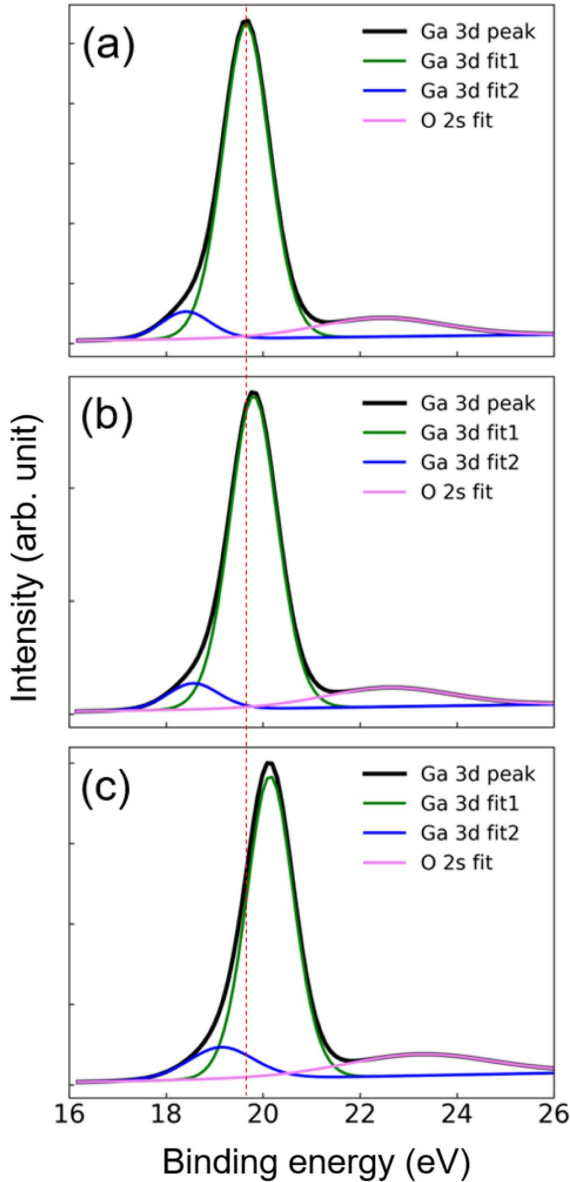 (a)
Ga 3d peak
Ga 3d fit1
Ga 3d fit2
O 2s fit
(b)
Ga 3d peak
Ga 3d fit1
Ga 3d fit2
O 2s fit
Intensity (arb. unit)
(c)
Ga 3d peak
Ga 3d fit1
Ga 3d fit2
O 2s fit
16 18 20 22 24 26
Binding energy (eV)